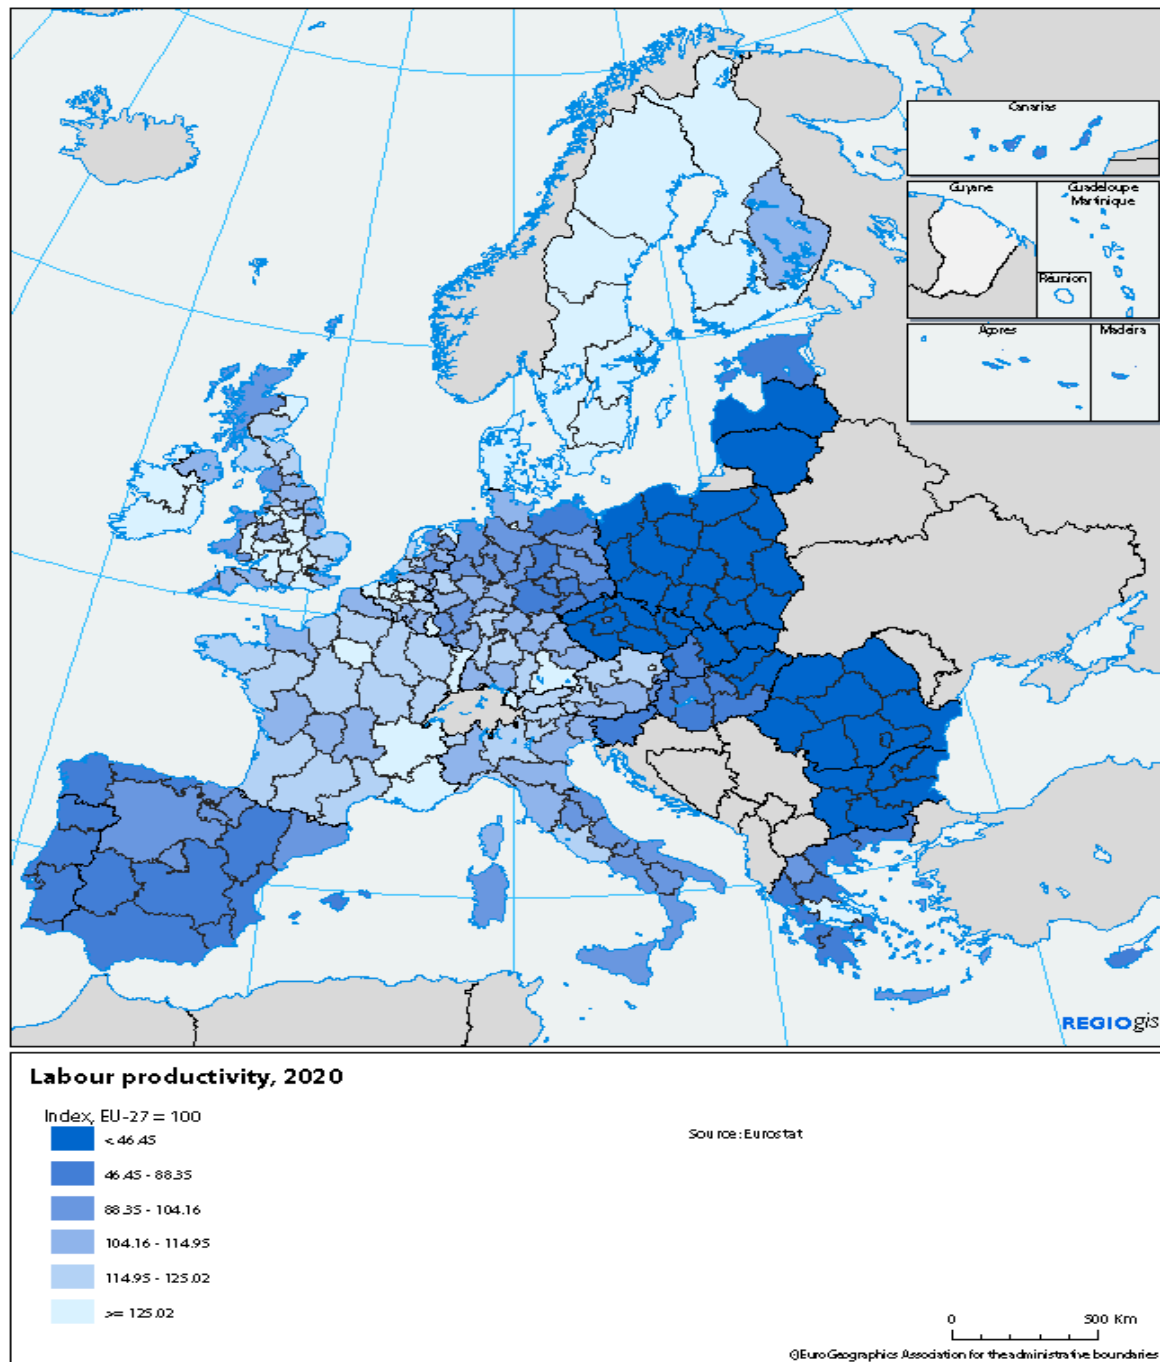 Canarias
Guyane
Guadeloupe
Martinique
Réunion
Açores
Madeira
REGIOgis
Labour productivity, 2020
Index, EU-27 = 100
< 46.45
46.45 - 88.35
88.35 - 104.16
104.16 - 114.95
114.95 - 125.02
>= 125.02
Source: Eurostat
0 500 Km
© EuroGeographics Association for the administrative boundaries